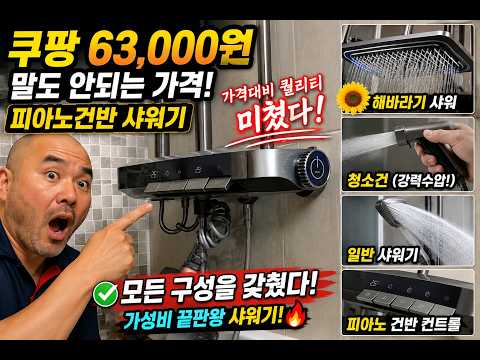 쿠팡 63,000원
말도 안되는 가격!
피아노건반 샤워기
가격대비 퀄리티
미쳤다!
해바라기 샤워
청소건 (강력수압!)
일반 샤워기
피아노 건반 컨트롤
모든 구성을 갖췄다!
가성비 끝판왕 샤워기!